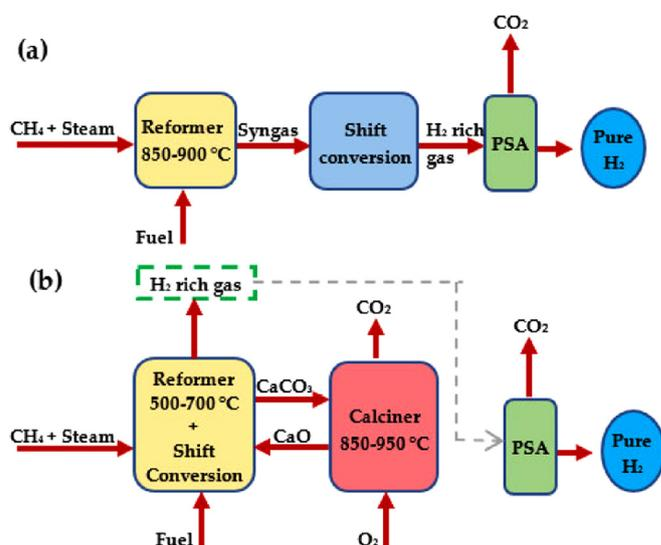 (a)
CO₂
CH₄ + Steam
Reformer
850-900 °C
Syngas
Shift
conversion
H₂ rich
gas
PSA
Pure
H₂
Fuel
(b)
H₂ rich gas
CO₂
CO₂
Reformer
500-700 °C
+
Shift
Conversion
CaCO₃
CaO
Calciner
850-950 °C
CH₄ + Steam
PSA
Pure
H₂
Fuel
O₂